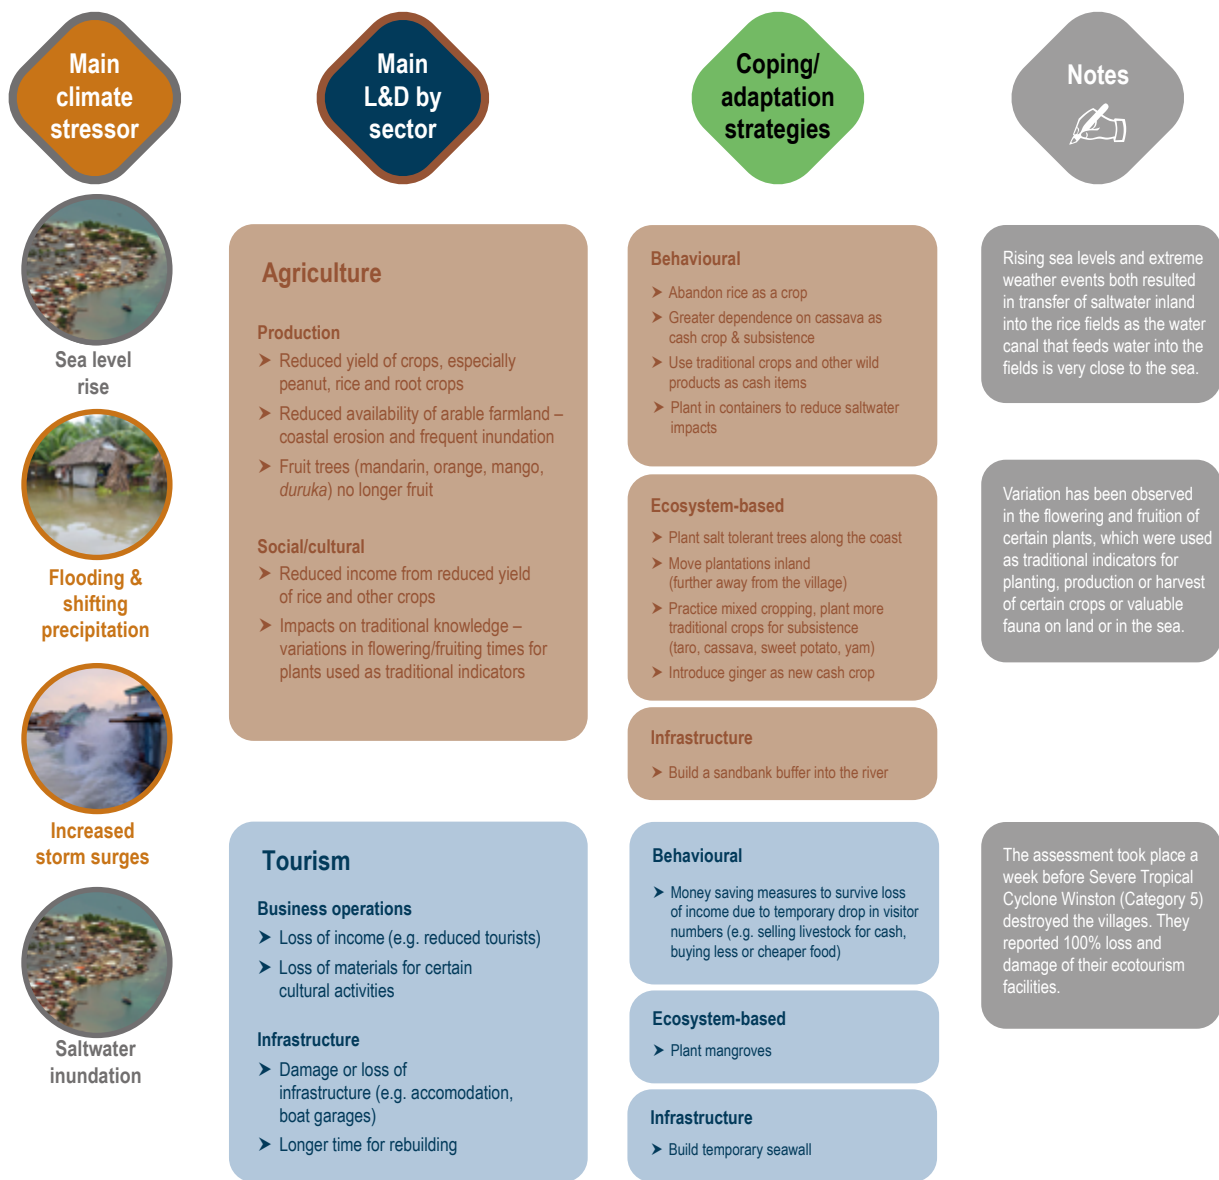 Main
climate
stressor
Main
L&D by
sector
Coping/
adaptation
strategies
Notes
Sea level
rise
Flooding &
shifting
precipitation
Increased
storm surges
Saltwater
inundation
Agriculture
Production
➤ Reduced yield of crops, especially
peanut, rice and root crops
➤ Reduced availability of arable farmland –
coastal erosion and frequent inundation
➤ Fruit trees (mandarin, orange, mango,
duruka) no longer fruit
Social/cultural
➤ Reduced income from reduced yield
of rice and other crops
➤ Impacts on traditional knowledge –
variations in flowering/fruiting times for
plants used as traditional indicators
Behavioural
➤ Abandon rice as a crop
➤ Greater dependence on cassava as
cash crop & subsistence
➤ Use traditional crops and other wild
products as cash items
➤ Plant in containers to reduce saltwater
impacts
Ecosystem-based
➤ Plant salt tolerant trees along the coast
➤ Move plantations inland
(further away from the village)
➤ Practice mixed cropping, plant more
traditional crops for subsistence
(taro, cassava, sweet potato, yam)
➤ Introduce ginger as new cash crop
Infrastructure
➤ Build a sandbank buffer into the river
Rising sea levels and extreme
weather events both resulted
in transfer of saltwater inland
into the rice fields as the water
canal that feeds water into the
fields is very close to the sea.
Variation has been observed
in the flowering and fruition of
certain plants, which were used
as traditional indicators for
planting, production or harvest
of certain crops or valuable
fauna on land or in the sea.
Tourism
Business operations
➤ Loss of income (e.g. reduced tourists)
➤ Loss of materials for certain
cultural activities
Infrastructure
➤ Damage or loss of
infrastructure (e.g. accomodation,
boat garages)
➤ Longer time for rebuilding
Behavioural
➤ Money saving measures to survive loss
of income due to temporary drop in visitor
numbers (e.g. selling livestock for cash,
buying less or cheaper food)
Ecosystem-based
➤ Plant mangroves
Infrastructure
➤ Build temporary seawall
The assessment took place a
week before Severe Tropical
Cyclone Winston (Category 5)
destroyed the villages. They
reported 100% loss and
damage of their ecotourism
facilities.